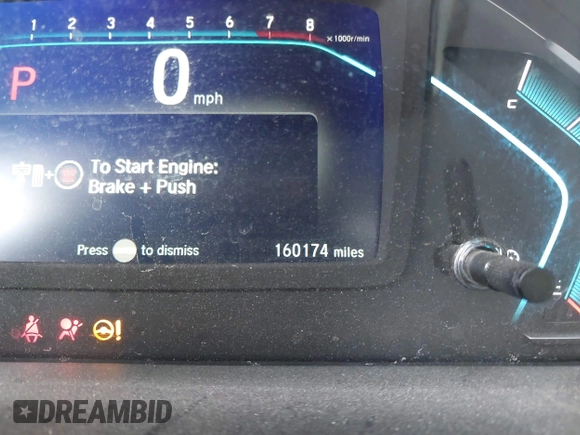 1 2 3 4 5 6 7 8 x1000r/min
P 0 mph
To Start Engine:
Brake + Push
Press to dismiss
160174 miles
C
DREAMBID